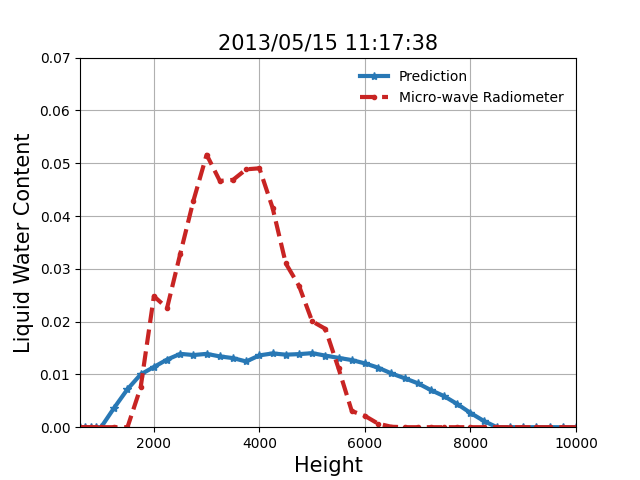 2013/05/15 11:17:38
0.07
0.06
0.05
0.04
0.03
0.02
0.01
0.00
Liquid Water Content
Prediction
Micro-wave Radiometer
2000 4000 6000 8000 10000
Height